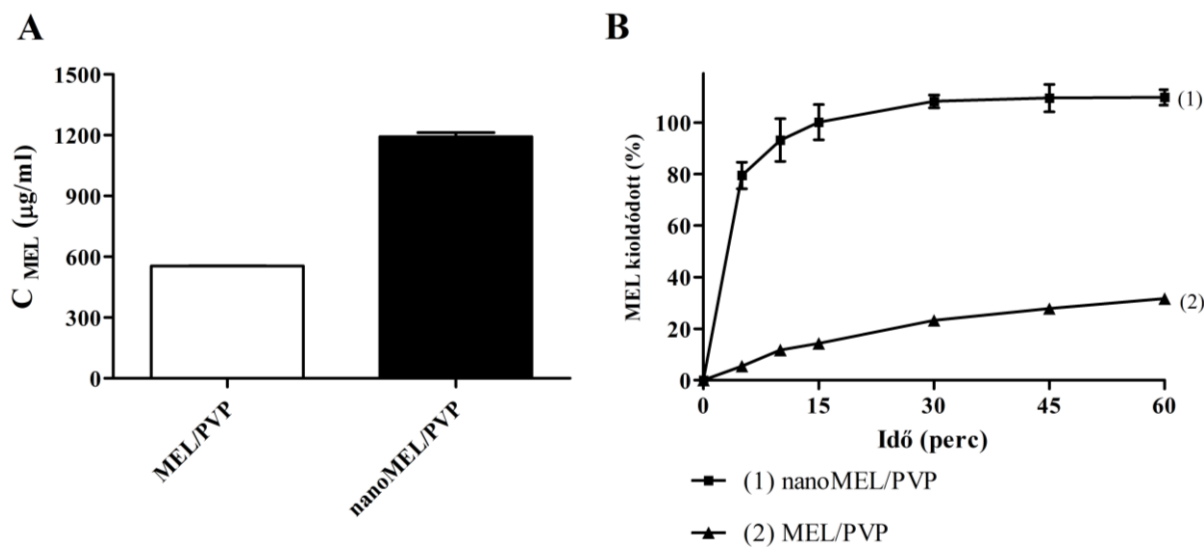 A
C MEL (µg/ml)
1500
1200
900
600
300
0
MEL/PVP
nanoMEL/PVP
B
MEL kioldódott (%)
100
80
60
40
20
0
0 15 30 45 60
Idő (perc)
(1)
(2)
(1) nanoMEL/PVP
(2) MEL/PVP